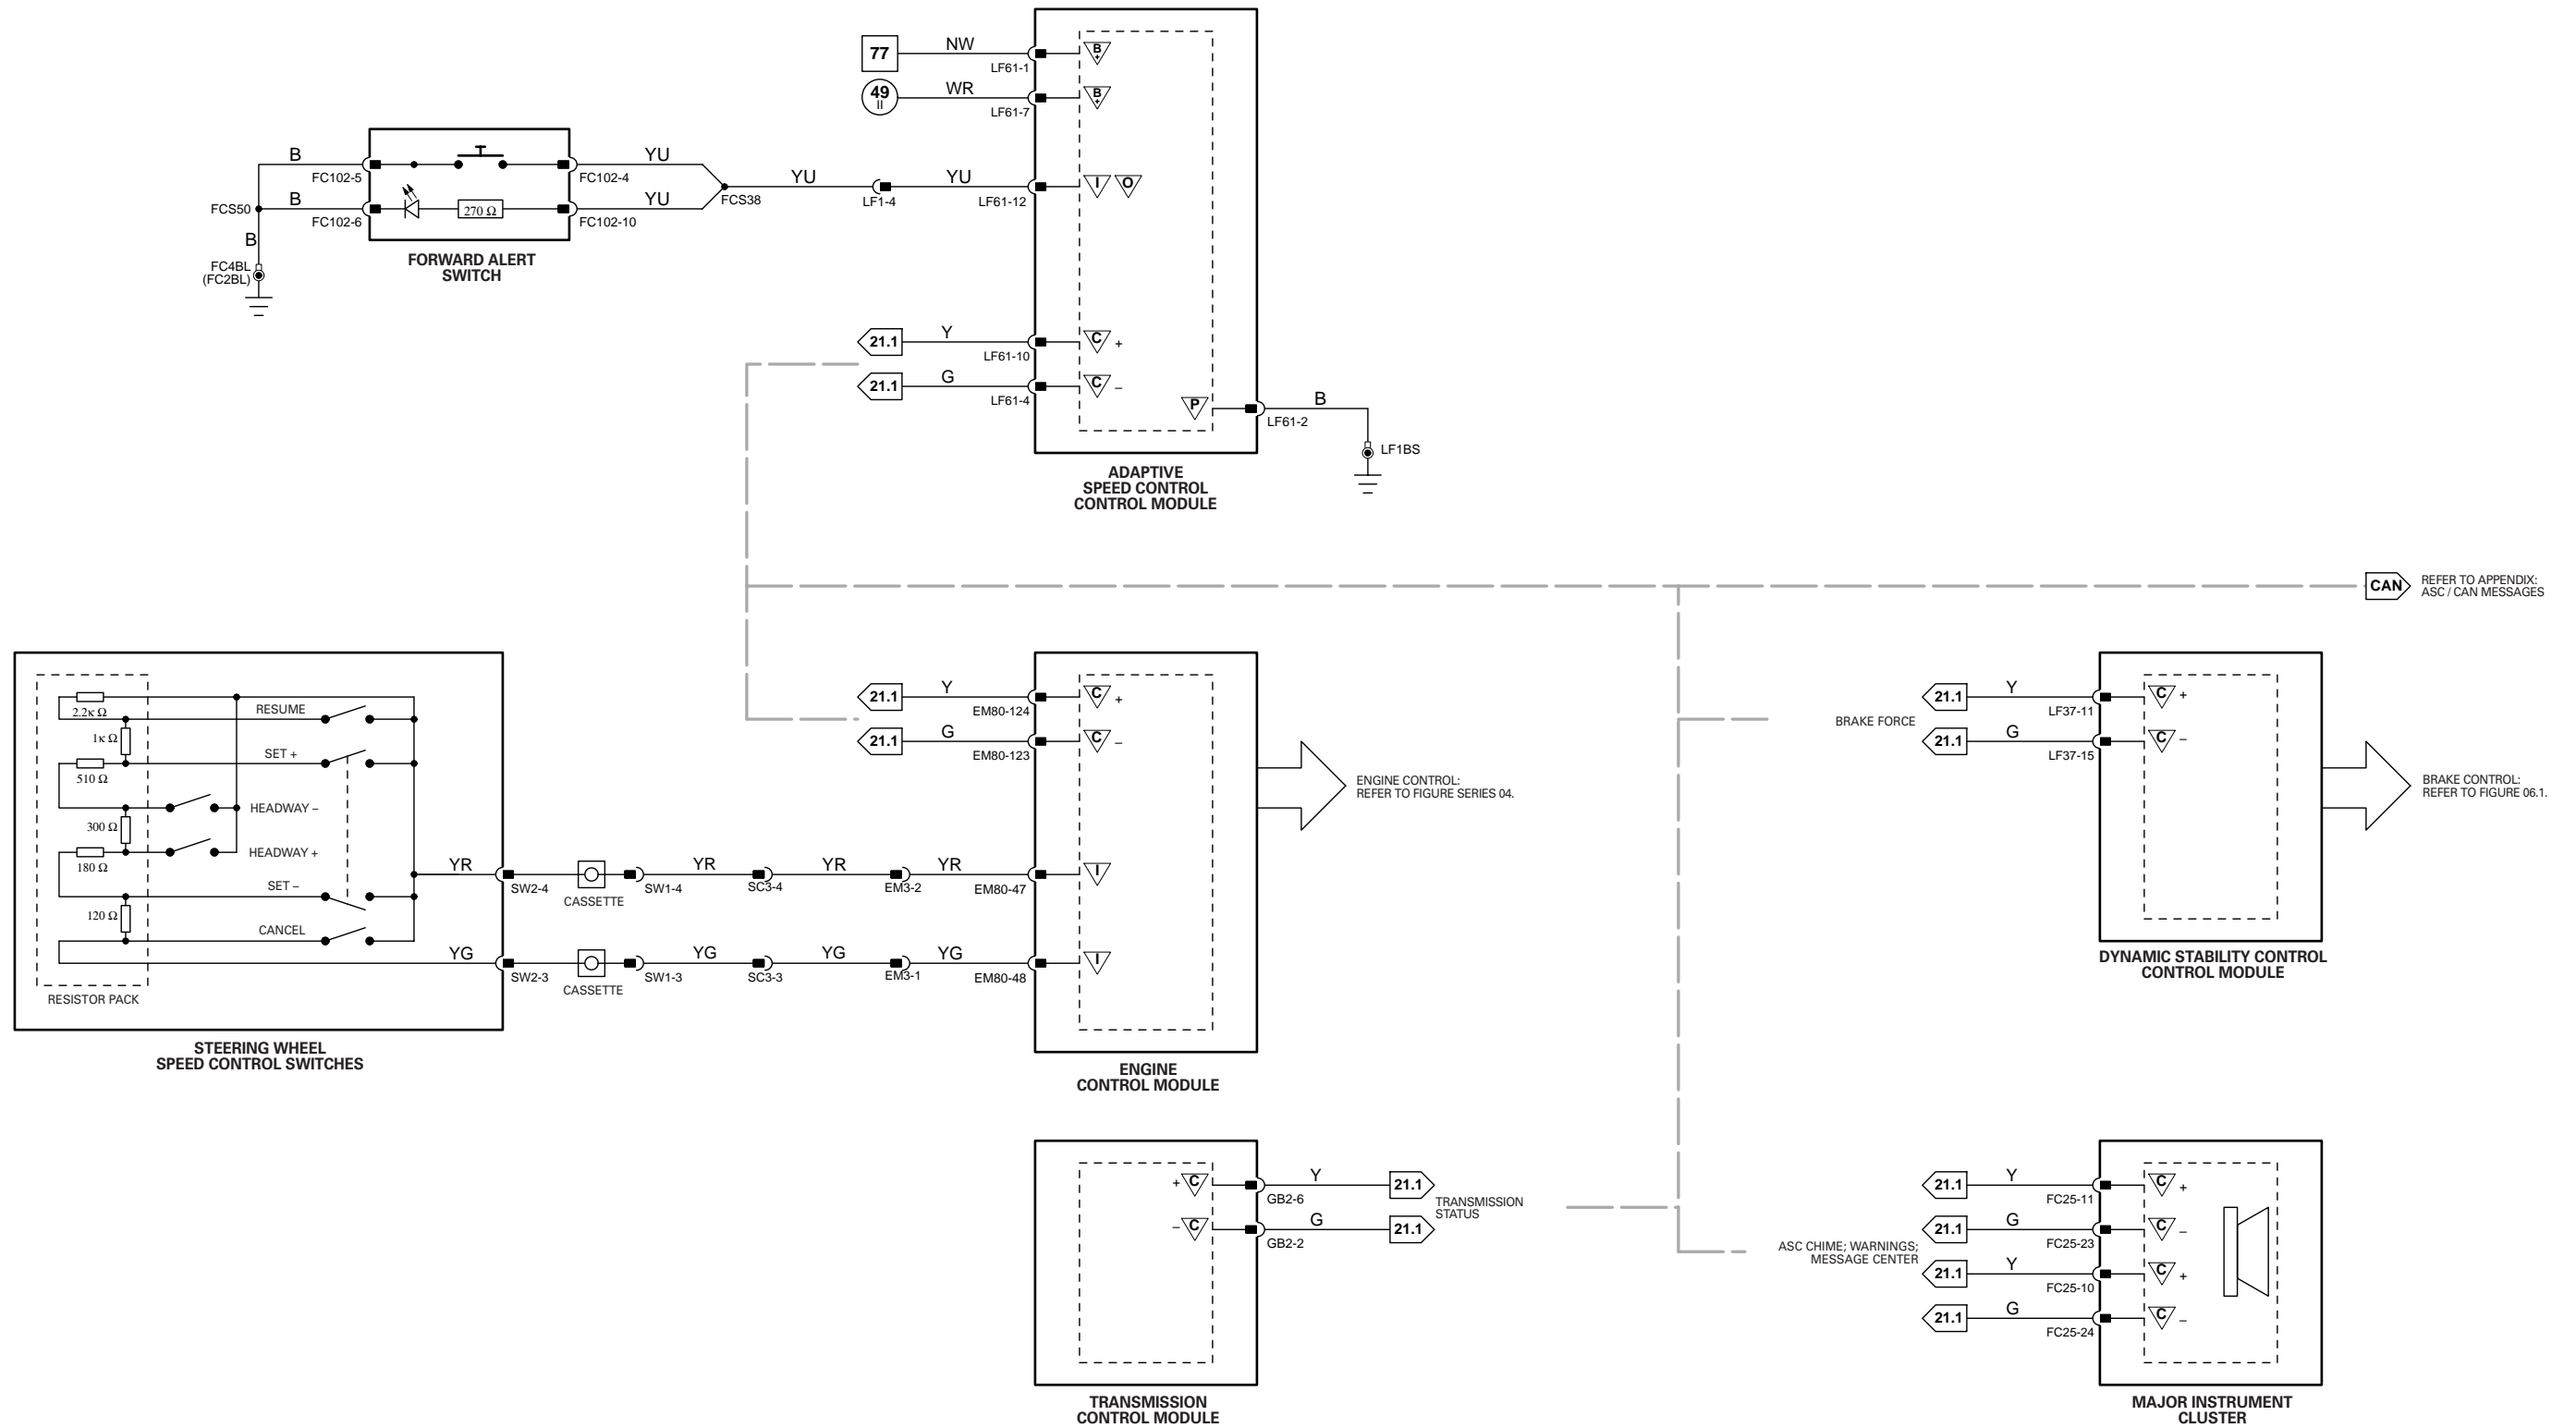 77
NW
LF61-1
B
+
49
II
WR
LF61-7
B
+
B
FC102-5
FC102-4
YU
FCS50
B
FC102-6
270 Ω
FC102-10
YU
FCS38
YU
LF1-4
YU
LF61-12
I
O
B
FC4BL
(FC2BL)
FORWARD ALERT
SWITCH
21.1
Y
LF61-10
C
+
21.1
G
LF61-4
C
–
P
LF61-2
B
LF1BS
ADAPTIVE
SPEED CONTROL
CONTROL MODULE
CAN
REFER TO APPENDIX:
ASC / CAN MESSAGES
2.2K Ω
RESUME
1K Ω
SET +
510 Ω
HEADWAY –
300 Ω
HEADWAY +
180 Ω
SET –
120 Ω
CANCEL
RESISTOR PACK
YR
SW2-4
CASSETTE
SW1-4
YR
SC3-4
YR
EM3-2
YR
EM80-47
I
YG
SW2-3
CASSETTE
SW1-3
YG
SC3-3
YG
EM3-1
YG
EM80-48
I
STEERING WHEEL
SPEED CONTROL SWITCHES
21.1
Y
EM80-124
C
+
21.1
G
EM80-123
C
–
ENGINE CONTROL:
REFER TO FIGURE SERIES 04.
ENGINE
CONTROL MODULE
BRAKE FORCE
21.1
Y
LF37-11
C
+
21.1
G
LF37-15
C
–
BRAKE CONTROL:
REFER TO FIGURE 06.1.
DYNAMIC STABILITY CONTROL
CONTROL MODULE
+
C
GB2-6
Y
21.1
–
C
GB2-2
G
21.1
TRANSMISSION
STATUS
TRANSMISSION
CONTROL MODULE
ASC CHIME; WARNINGS;
MESSAGE CENTER
21.1
Y
FC25-11
C
+
21.1
G
FC25-23
C
–
21.1
Y
FC25-10
C
+
21.1
G
FC25-24
C
–
MAJOR INSTRUMENT
CLUSTER